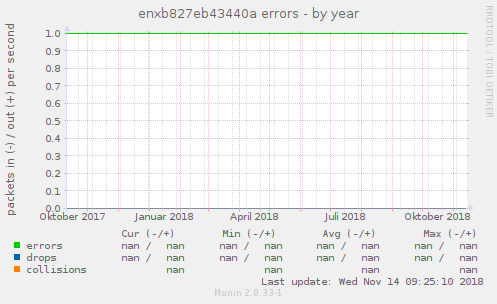 enxb827eb43440a errors - by year
RRDTOOL / TOBI OETIKER
packets in (-) / out (+) per second
1.0
0.9
0.8
0.7
0.6
0.5
0.4
0.3
0.2
0.1
0.0
Oktober 2017 Januar 2018 April 2018 Juli 2018 Oktober 2018
Cur (-/+) Min (-/+) Avg (-/+) Max (-/+)
errors nan / nan nan / nan nan / nan nan / nan
drops nan / nan nan / nan nan / nan nan / nan
collisions nan nan nan nan
Last update: Wed Nov 14 09:25:10 2018
Munin 2.0.33-1